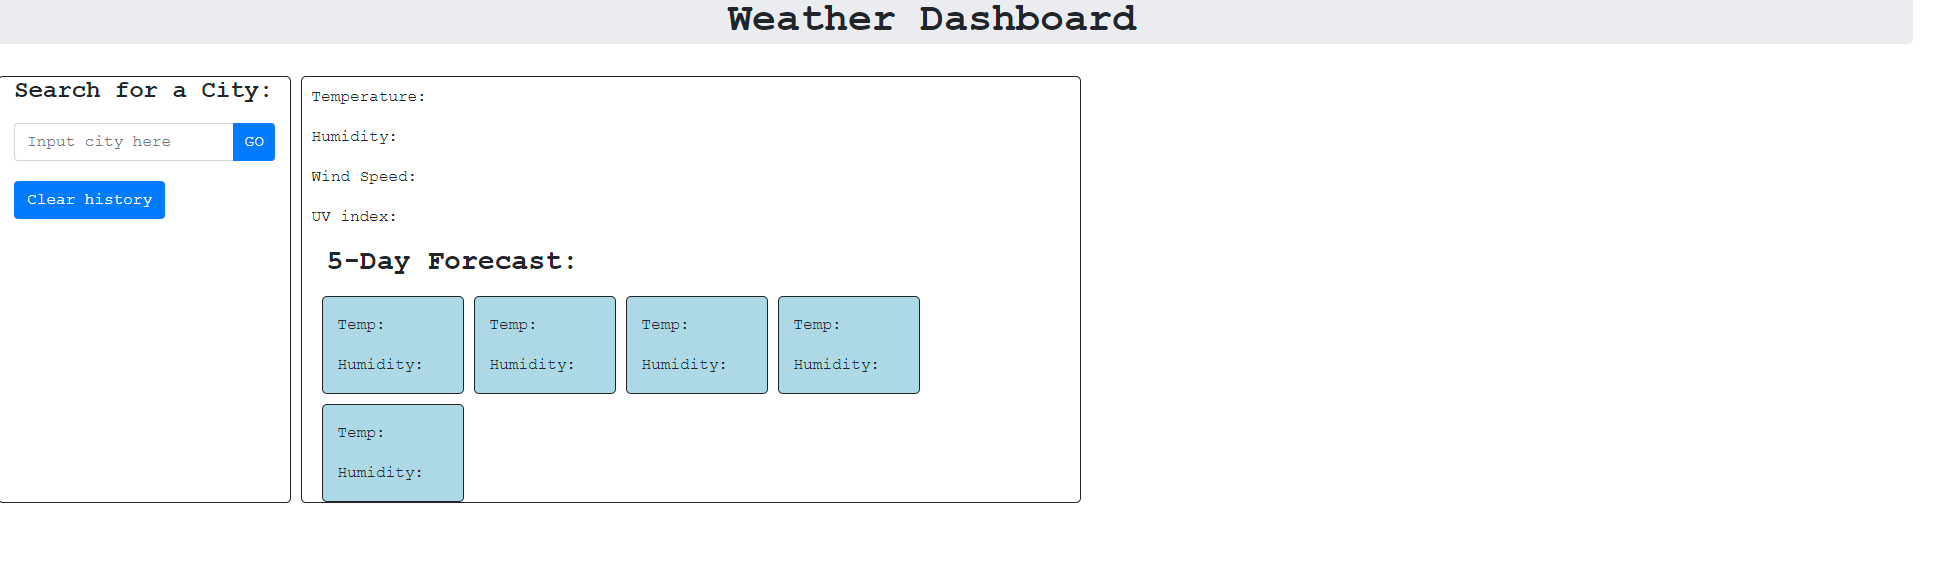 Weather Dashboard
Search for a City:
Input city here
GO
Clear history
Temperature:
Humidity:
Wind Speed:
UV index:
5-Day Forecast:
Temp:
Humidity:
Temp:
Humidity:
Temp:
Humidity:
Temp:
Humidity:
Temp:
Humidity: